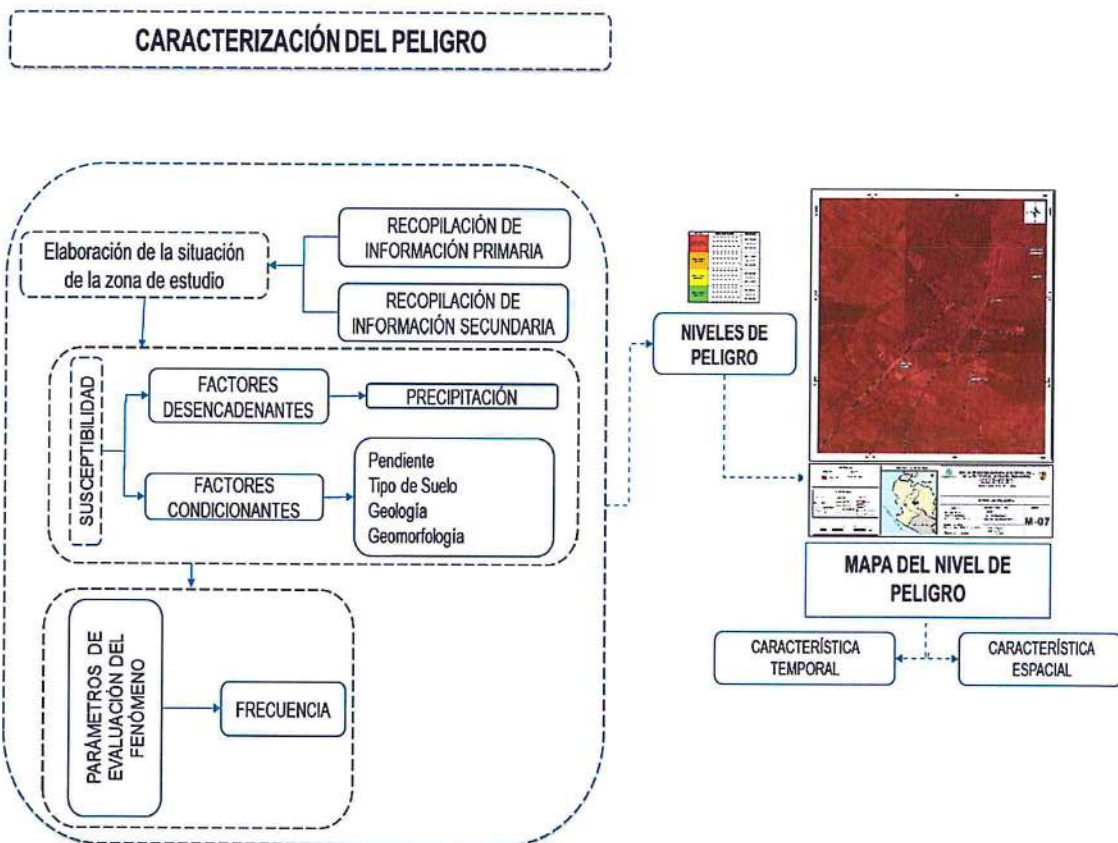 CARACTERIZACIÓN DEL PELIGRO
Elaboración de la situación
de la zona de estudio
RECOPILACIÓN DE
INFORMACIÓN PRIMARIA
RECOPILACIÓN DE
INFORMACIÓN SECUNDARIA
SUSCEPTIBILIDAD
FACTORES
DESENCADENANTES
PRECIPITACIÓN
FACTORES
CONDICIONANTES
Pendiente
Tipo de Suelo
Geología
Geomorfología
PARÁMETROS DE
EVALUACIÓN DEL
FENÓMENO
FRECUENCIA
NIVELES DE
PELIGRO
M-07
MAPA DEL NIVEL DE
PELIGRO
CARACTERÍSTICA
TEMPORAL
CARACTERÍSTICA
ESPACIAL